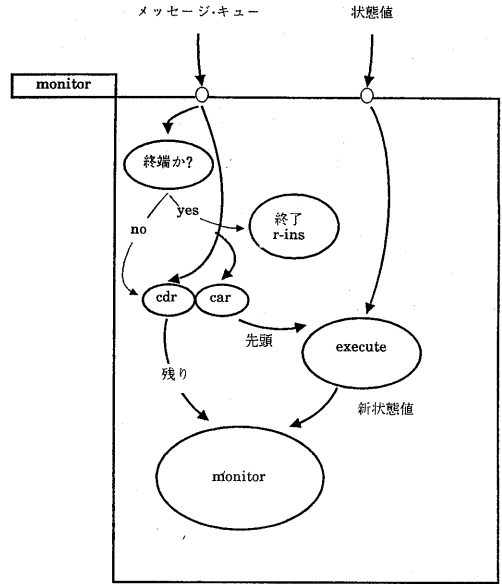 メッセージ・キュー
状態値
monitor
終端か?
no
yes
終了
r-ins
cdr
car
先頭
execute
残り
新状態値
monitor